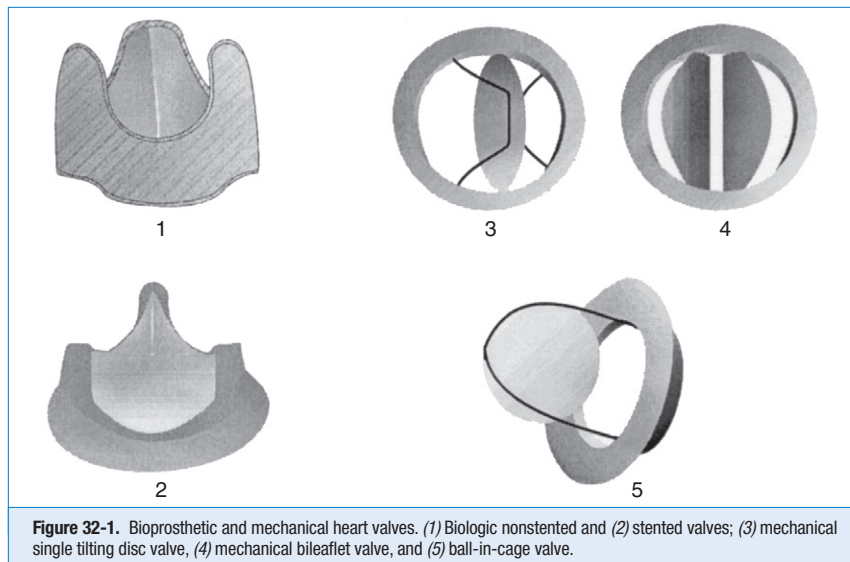 1
3
4
2
5
Figure 32-1. Bioprosthetic and mechanical heart valves. (1) Biologic nonstented and (2) stented valves; (3) mechanical
single tilting disc valve, (4) mechanical bileaflet valve, and (5) ball-in-cage valve.